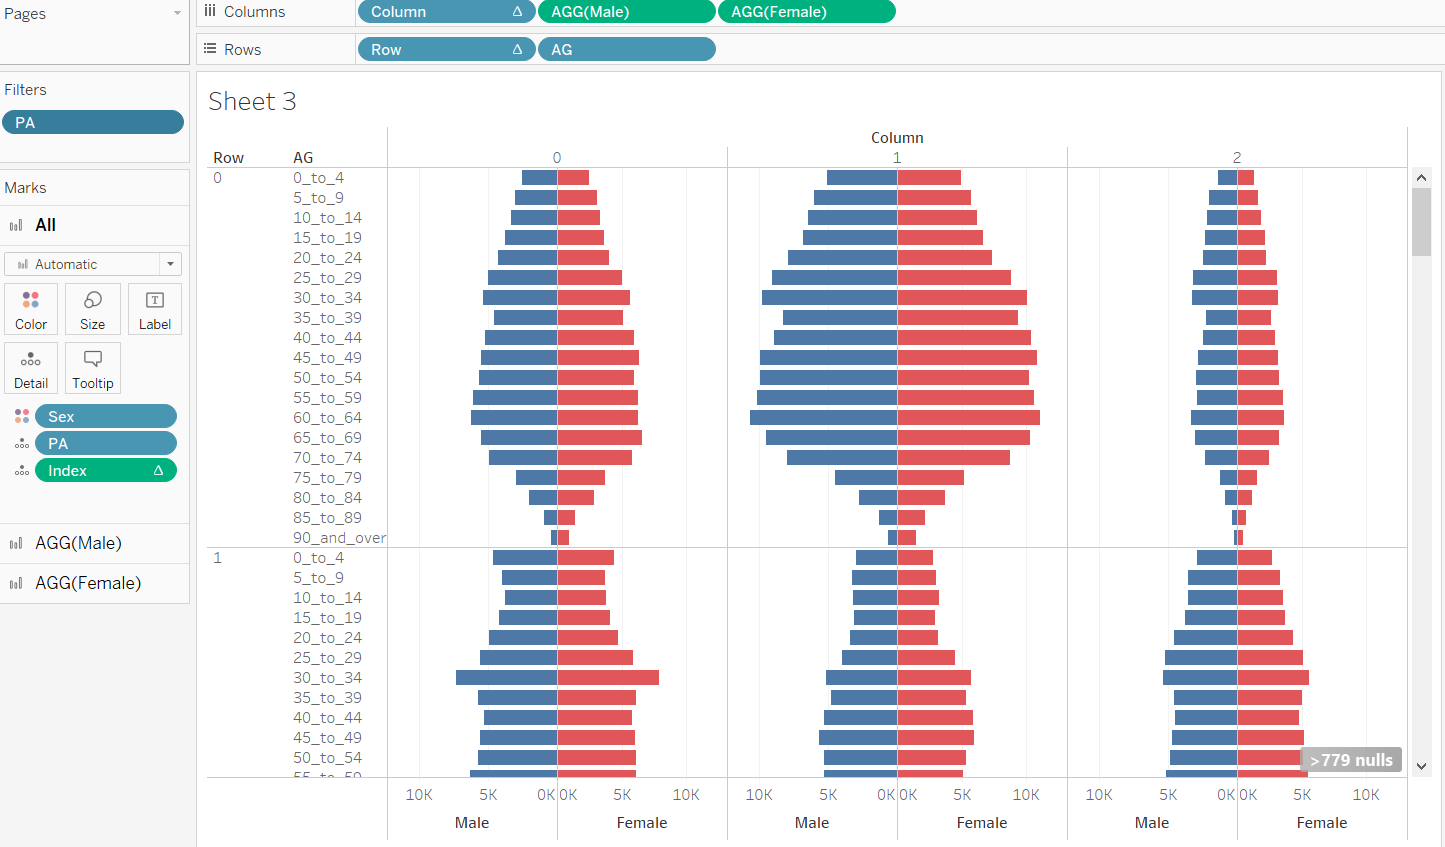 Pages
Columns Column Δ AGG(Male) AGG(Female)
Rows Row Δ AG
Filters
PA
Marks
All
Automatic
Color Size Label
Detail Tooltip
Sex
PA
Index Δ
AGG(Male)
AGG(Female)
Sheet 3
Column
Row AG 0 1 2
0 0_to_4
5_to_9
10_to_14
15_to_19
20_to_24
25_to_29
30_to_34
35_to_39
40_to_44
45_to_49
50_to_54
55_to_59
60_to_64
65_to_69
70_to_74
75_to_79
80_to_84
85_to_89
90_and_over
1 0_to_4
5_to_9
10_to_14
15_to_19
20_to_24
25_to_29
30_to_34
35_to_39
40_to_44
45_to_49
50_to_54
55_to_59
>779 nulls
10K 5K 0K 0K 5K 10K 10K 5K 0K 0K 5K 10K 10K 5K 0K 0K 5K 10K
Male Female Male Female Male Female